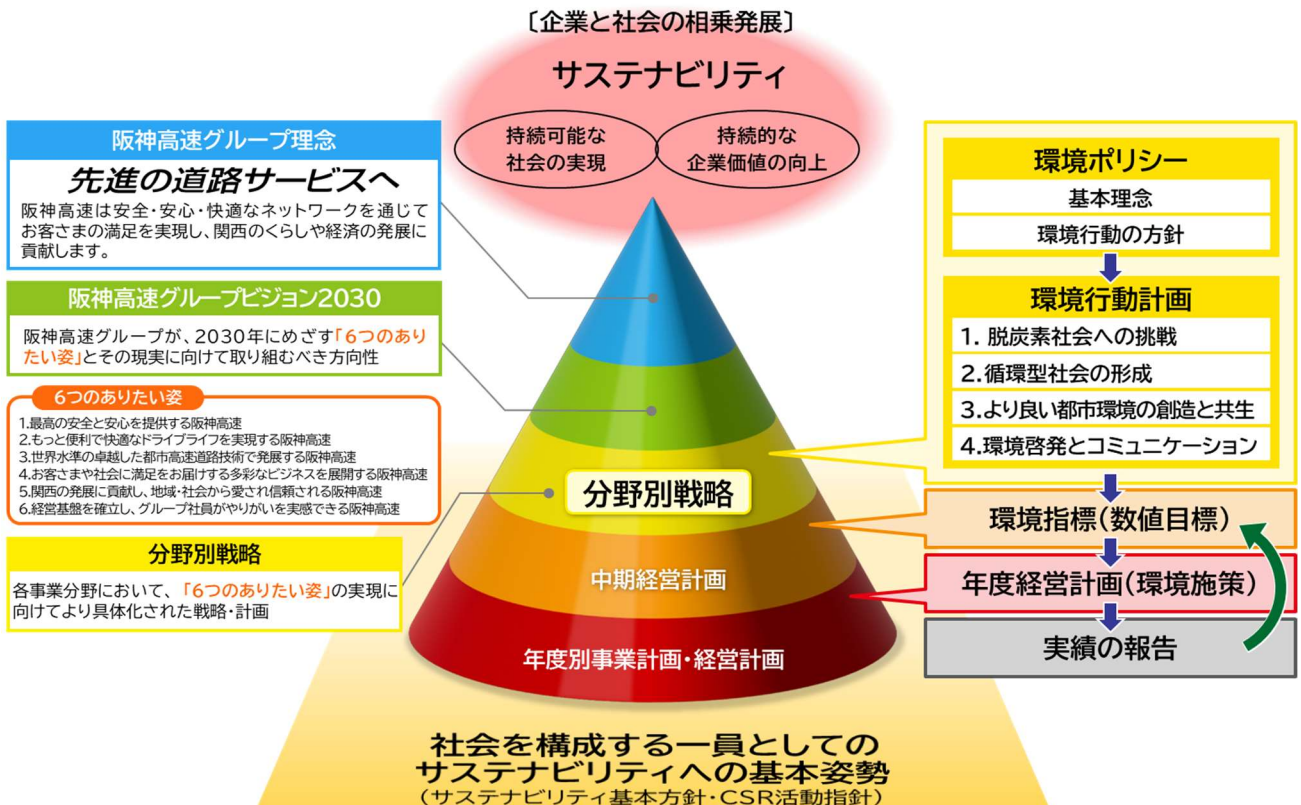 〔企業と社会の相乗発展〕
サステナビリティ
持続可能な
社会の実現
持続的な
企業価値の向上
阪神高速グループ理念
先進の道路サービスへ
阪神高速は安全・安心・快適なネットワークを通じて
お客さまの満足を実現し、関西のくらしや経済の発展に
貢献します。
阪神高速グループビジョン2030
阪神高速グループが、2030年にめざす「6つのあり
たい姿」とその現実に向けて取り組むべき方向性
6つのありたい姿
1.最高の安全と安心を提供する阪神高速
2.もっと便利で快適なドライブライフを実現する阪神高速
3.世界水準の卓越した都市高速道路技術で発展する阪神高速
4.お客さまや社会に満足をお届けする多彩なビジネスを展開する阪神高速
5.関西の発展に貢献し、地域・社会から愛され信頼される阪神高速
6.経営基盤を確立し、グループ社員がやりがいを実感できる阪神高速
分野別戦略
各事業分野において、「6つのありたい姿」の実現に
向けてより具体化された戦略・計画
分野別戦略
中期経営計画
年度別事業計画・経営計画
環境ポリシー
基本理念
環境行動の方針
環境行動計画
1. 脱炭素社会への挑戦
2.循環型社会の形成
3.より良い都市環境の創造と共生
4.環境啓発とコミュニケーション
環境指標(数値目標)
年度経営計画(環境施策)
実績の報告
社会を構成する一員としての
サステナビリティへの基本姿勢
(サステナビリティ基本方針・CSR活動指針)